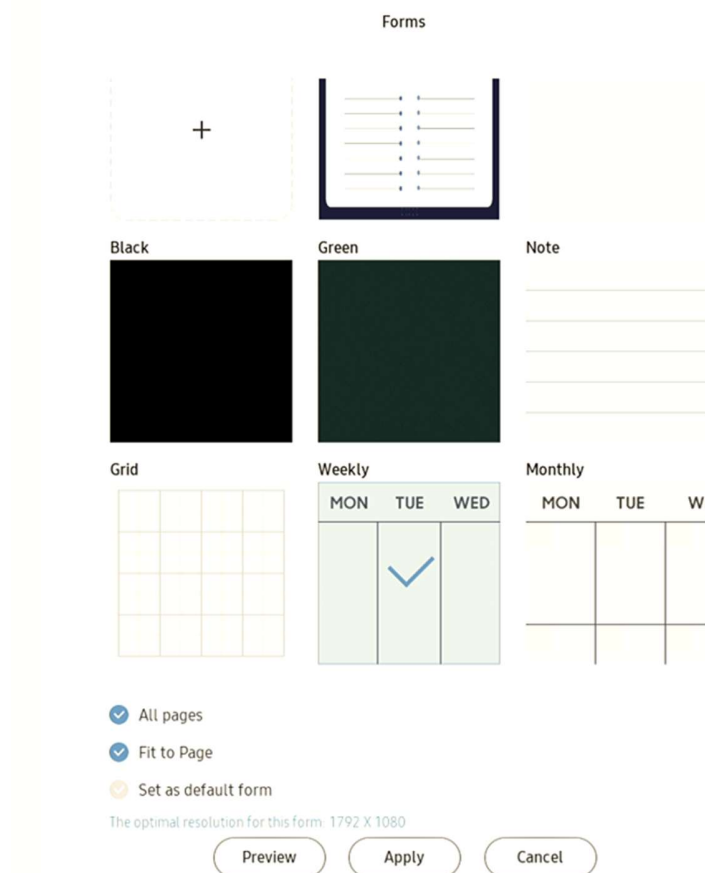 Forms
+
Black Green Note
Grid Weekly Monthly
MON TUE WED MON TUE W
All pages
Fit to Page
Set as default form
The optimal resolution for this form: 1792 X 1080
Preview Apply Cancel